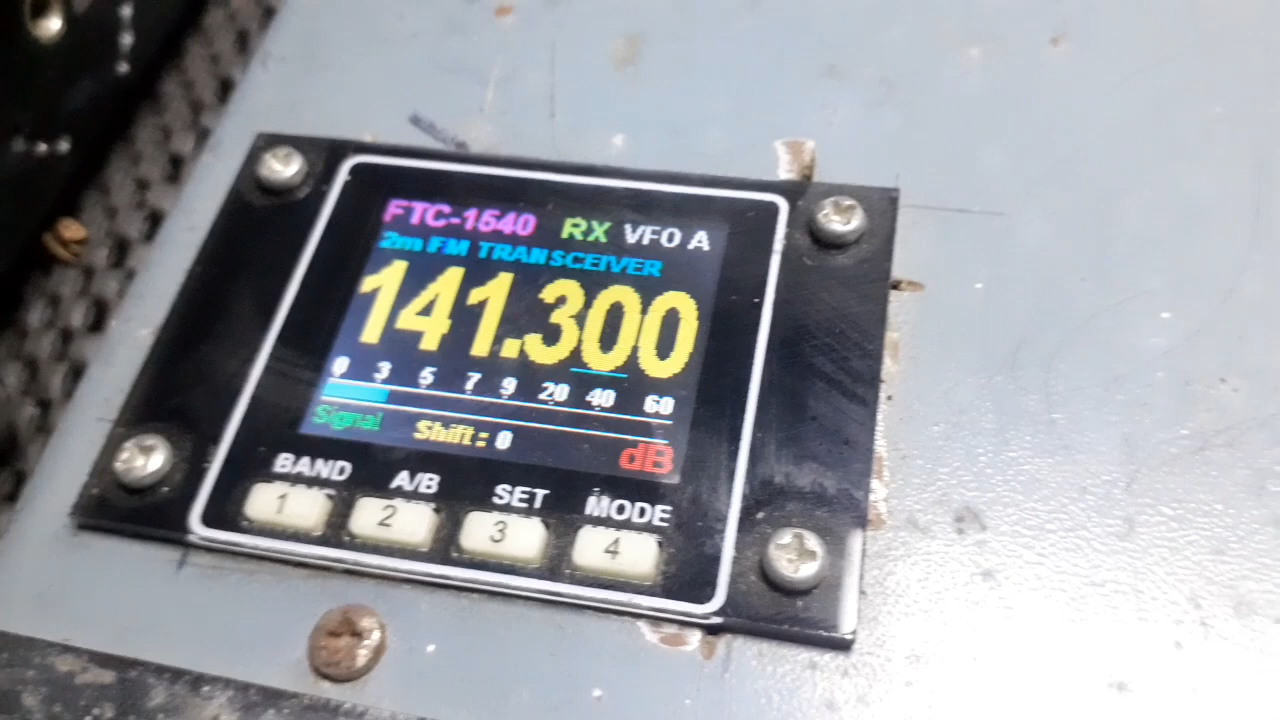 FTC-1540 RX VFO A
2m FM TRANSCEIVER
141.300
0 3 5 7 9 20 40 60
Signal Shift: 0 dB
BAND A/B SET MODE
1 2 3 4